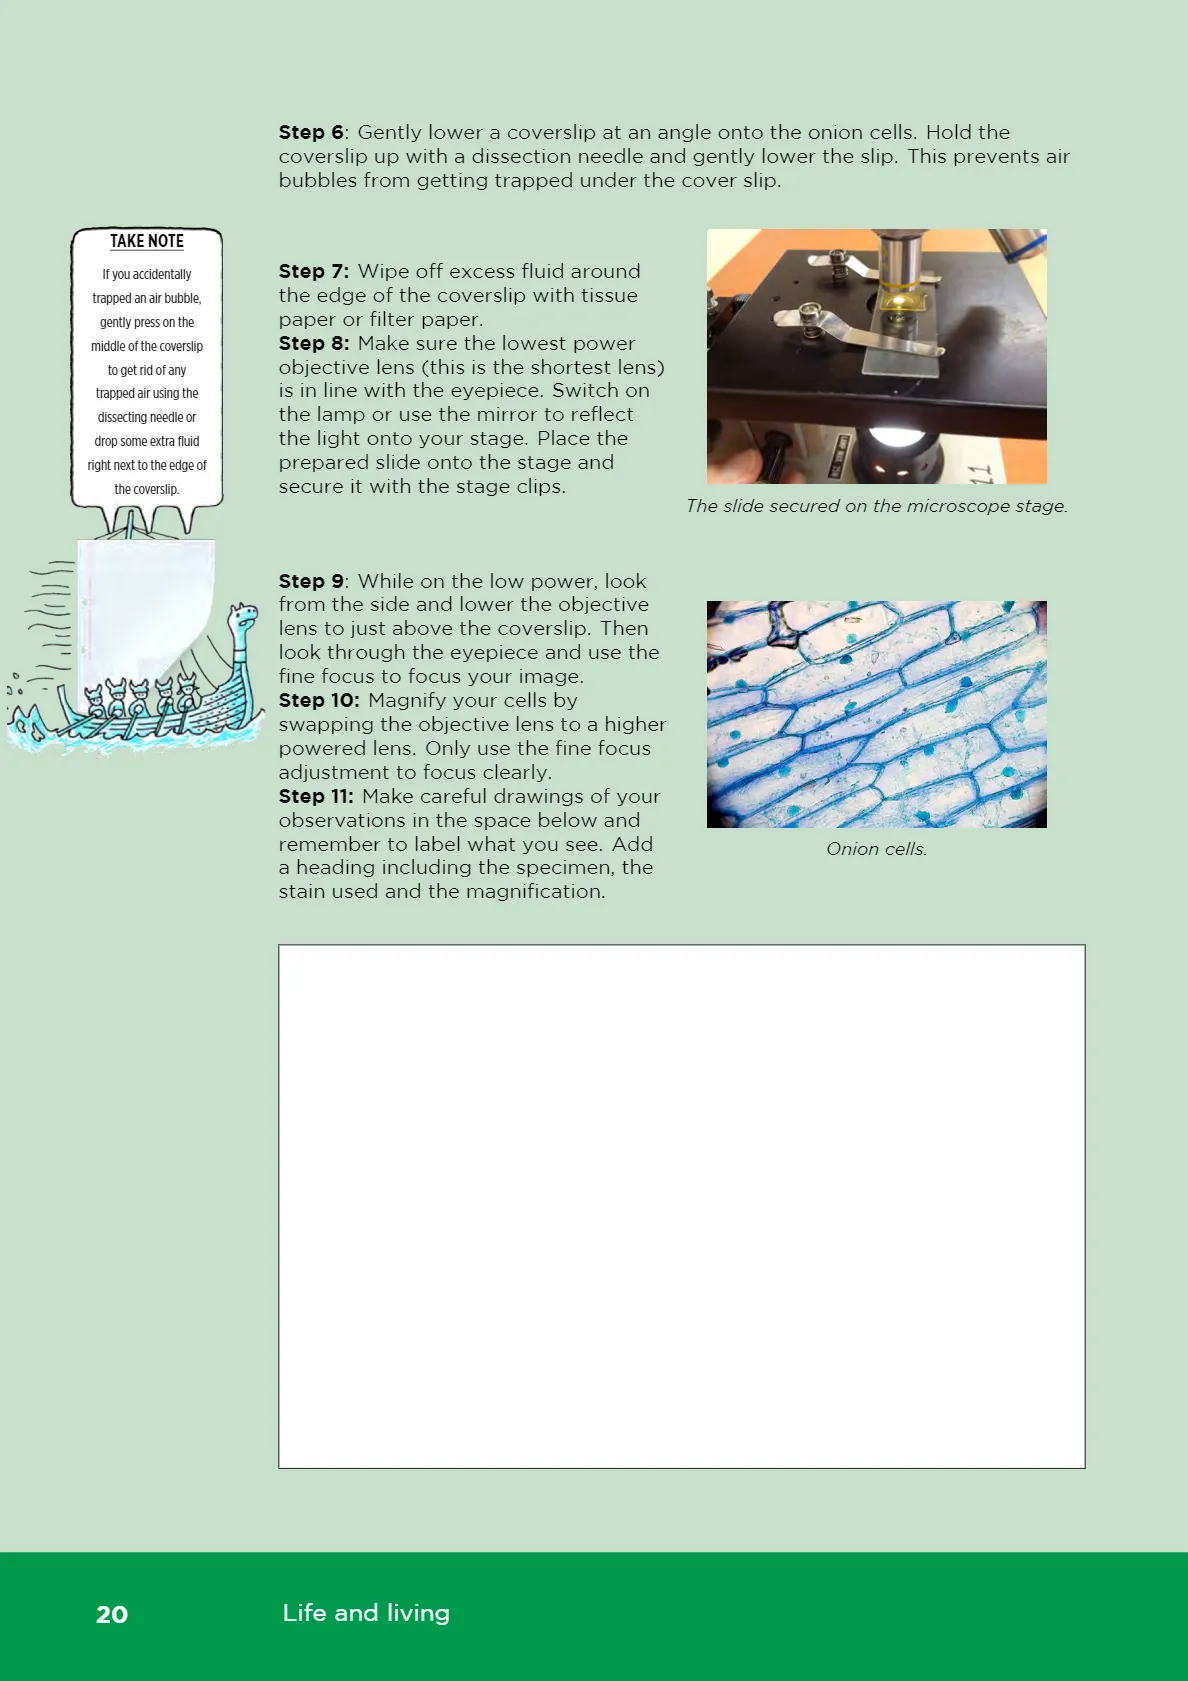 Step 6: Gently lower a coverslip at an angle onto the onion cells. Hold the
coverslip up with a dissection needle and gently lower the slip. This prevents air
bubbles from getting trapped under the cover slip.
TAKE NOTE
If you accidentally
trapped an air bubble,
gently press on the
middle of the coverslip
to get rid of any
trapped air using the
dissecting needle or
drop some extra fluid
right next to the edge of
the coverslip.
Step 7: Wipe off excess fluid around
the edge of the coverslip with tissue
paper or filter paper.
Step 8: Make sure the lowest power
objective lens (this is the shortest lens)
is in line with the eyepiece. Switch on
the lamp or use the mirror to reflect
the light onto your stage. Place the
prepared slide onto the stage and
secure it with the stage clips.
The slide secured on the microscope stage.
Step 9: While on the low power, look
from the side and lower the objective
lens to just above the coverslip. Then
look through the eyepiece and use the
fine focus to focus your image.
Step 10: Magnify your cells by
swapping the objective lens to a higher
powered lens. Only use the fine focus
adjustment to focus clearly.
Step 11: Make careful drawings of your
observations in the space below and
remember to label what you see. Add
a heading including the specimen, the
stain used and the magnification.
Onion cells.
20
Life and living